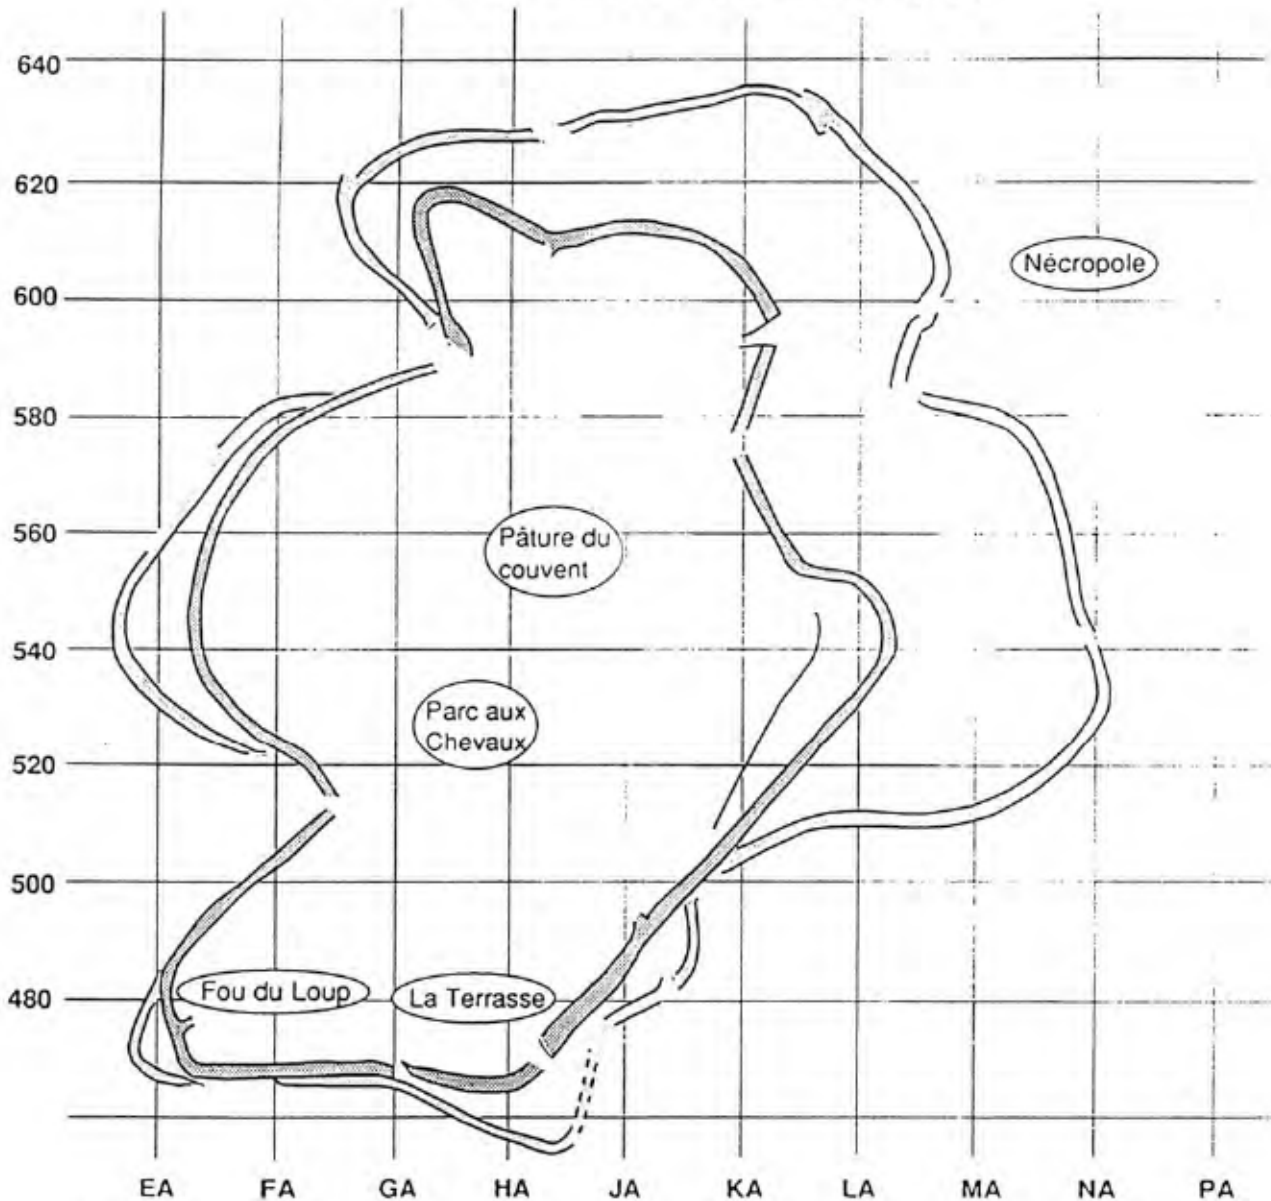 640
620
Nécropole
600
580
Pâture du
couvent
560
540
Parc aux
Chevaux
520
500
Fou du Loup
La Terrasse
480
EA FA GA HA JA KA LA MA NA PA